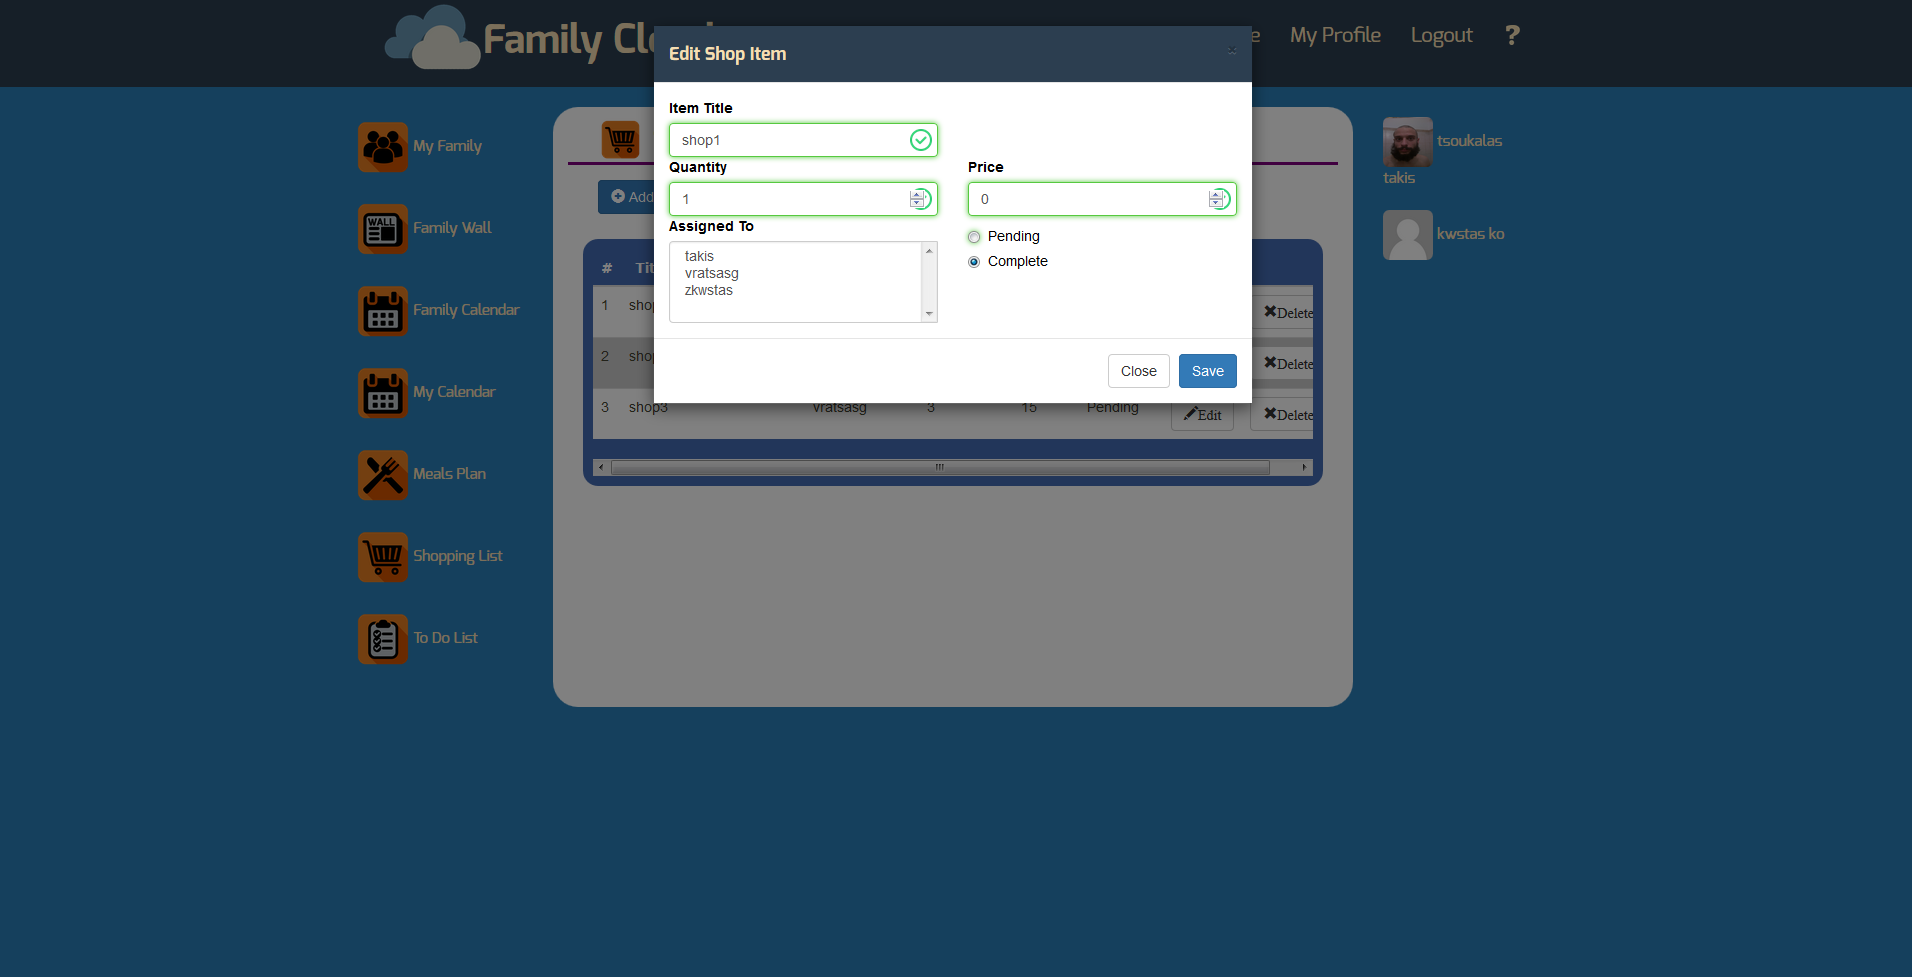 Family Cl
My Profile
Logout
?
Edit Shop Item
×
Item Title
shop1
Quantity
Price
1
0
Assigned To
takis
vratsasg
zkwstas
Pending
Complete
Close
Save
My Family
WALL
Family Wall
Family Calendar
My Calendar
Meals Plan
Shopping List
To Do List
Add
# Tit
1 shop Delete
2 shop Delete
3 shop3 vratsasg 3 15 Pending Edit Delete
tsoukalas
takis
kwstas ko